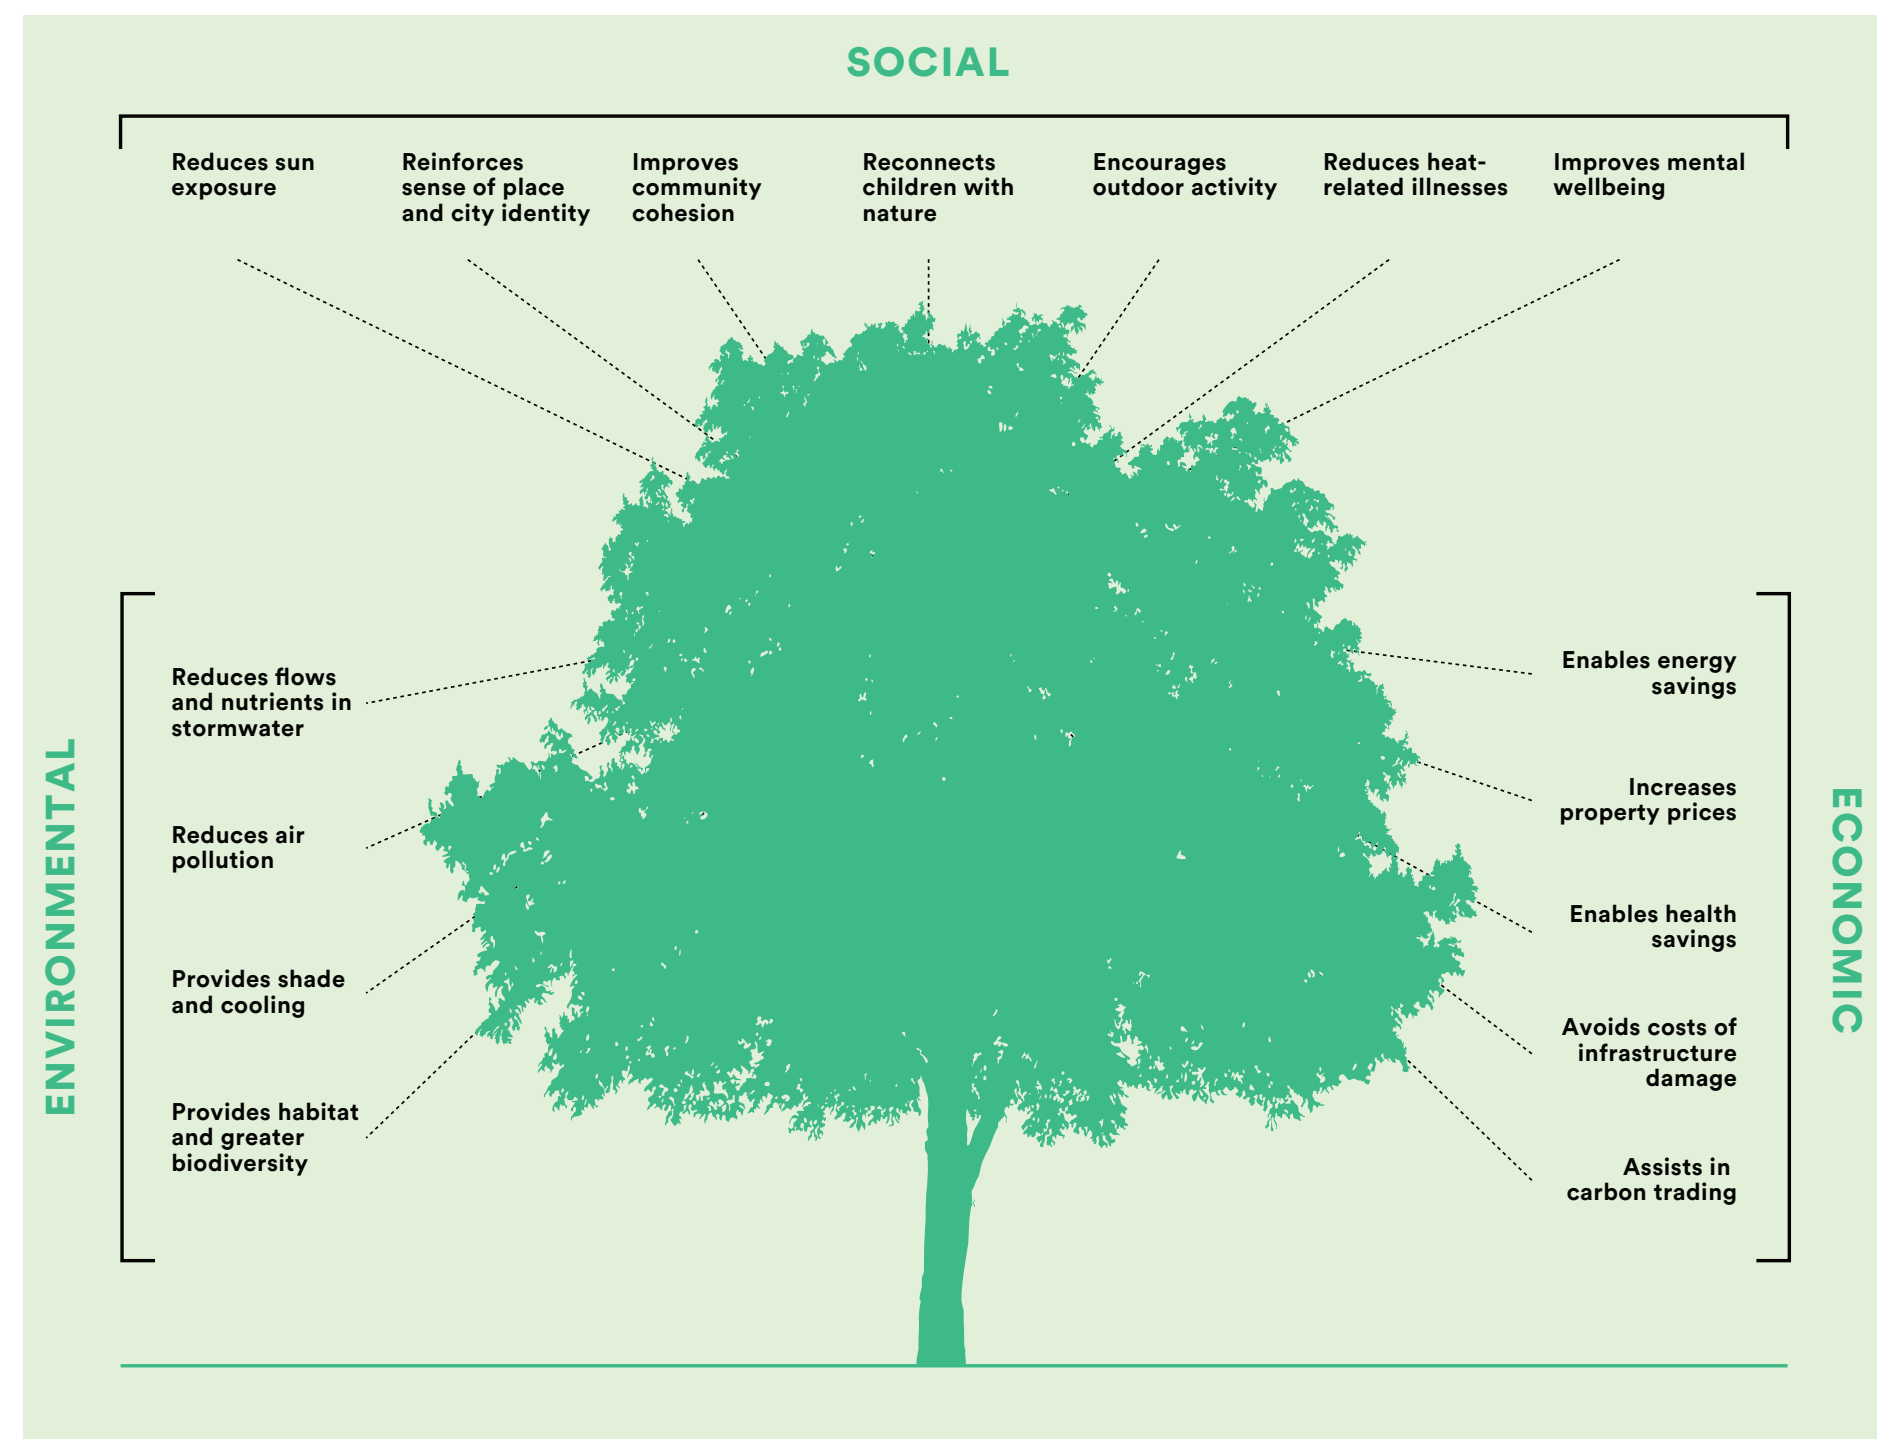 SOCIAL
Reduces sun
exposure
Reinforces
sense of place
and city identity
Improves
community
cohesion
Reconnects
children with
nature
Encourages
outdoor activity
Reduces heat-
related illnesses
Improves mental
wellbeing
ENVIRONMENTAL
Reduces flows
and nutrients in
stormwater
Reduces air
pollution
Provides shade
and cooling
Provides habitat
and greater
biodiversity
ECONOMIC
Enables energy
savings
Increases
property prices
Enables health
savings
Avoids costs of
infrastructure
damage
Assists in
carbon trading